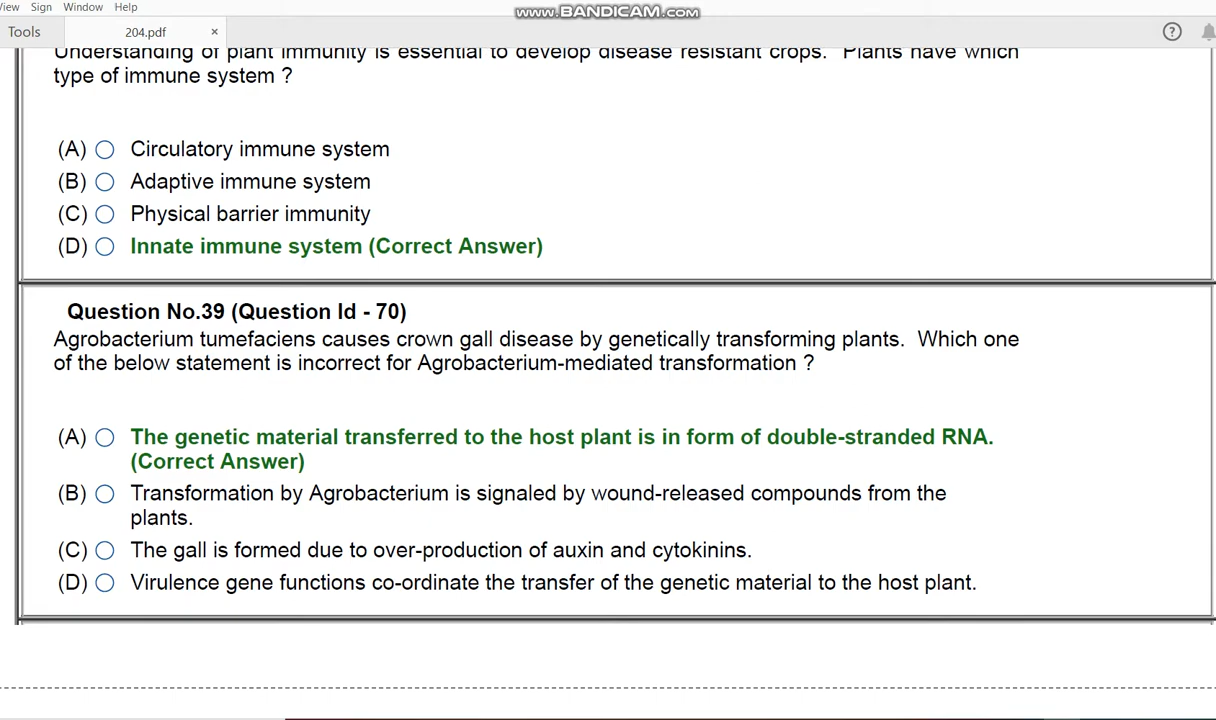 View Sign Window Help
www.BANDICAM.com
Tools 204.pdf × ?
Understanding of plant immunity is essential to develop disease resistant crops. Plants have which
type of immune system ?
(A) Circulatory immune system
(B) Adaptive immune system
(C) Physical barrier immunity
(D) Innate immune system (Correct Answer)
Question No.39 (Question Id - 70)
Agrobacterium tumefaciens causes crown gall disease by genetically transforming plants. Which one
of the below statement is incorrect for Agrobacterium-mediated transformation ?
(A) The genetic material transferred to the host plant is in form of double-stranded RNA.
(Correct Answer)
(B) Transformation by Agrobacterium is signaled by wound-released compounds from the
plants.
(C) The gall is formed due to over-production of auxin and cytokinins.
(D) Virulence gene functions co-ordinate the transfer of the genetic material to the host plant.